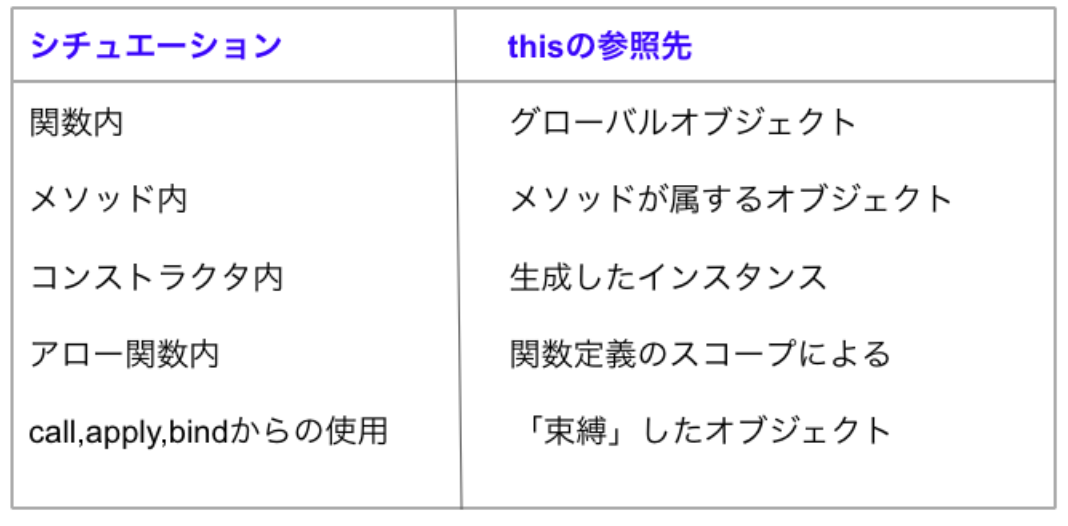 シチュエーション thisの参照先
関数内 グローバルオブジェクト
メソッド内 メソッドが属するオブジェクト
コンストラクタ内 生成したインスタンス
アロー関数内 関数定義のスコープによる
call,apply,bindからの使用 「束縛」したオブジェクト